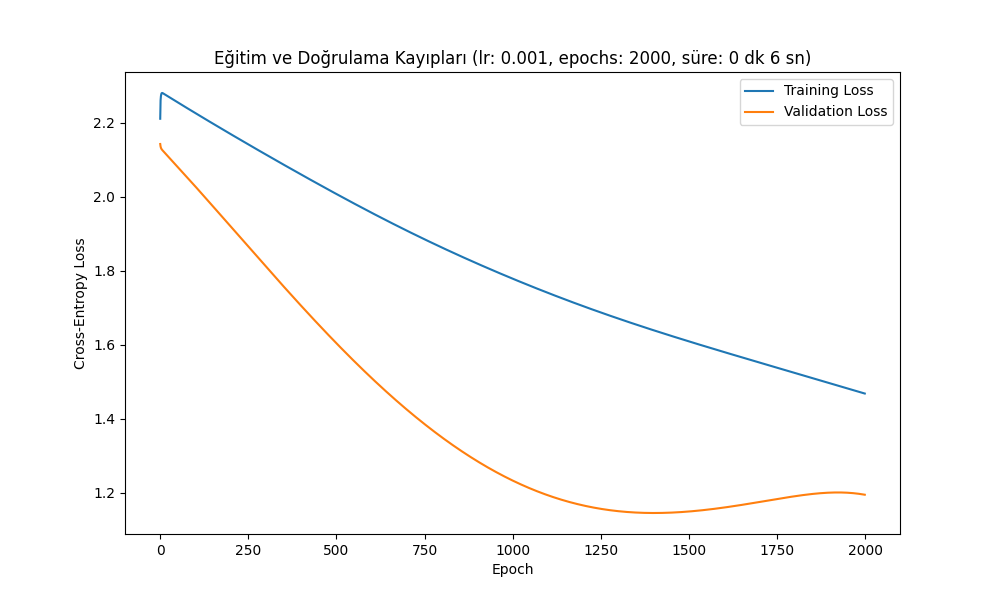 Eğitim ve Doğrulama Kayıpları (lr: 0.001, epochs: 2000, süre: 0 dk 6 sn)
Training Loss
Validation Loss
Cross-Entropy Loss
2.2
2.0
1.8
1.6
1.4
1.2
0 250 500 750 1000 1250 1500 1750 2000
Epoch